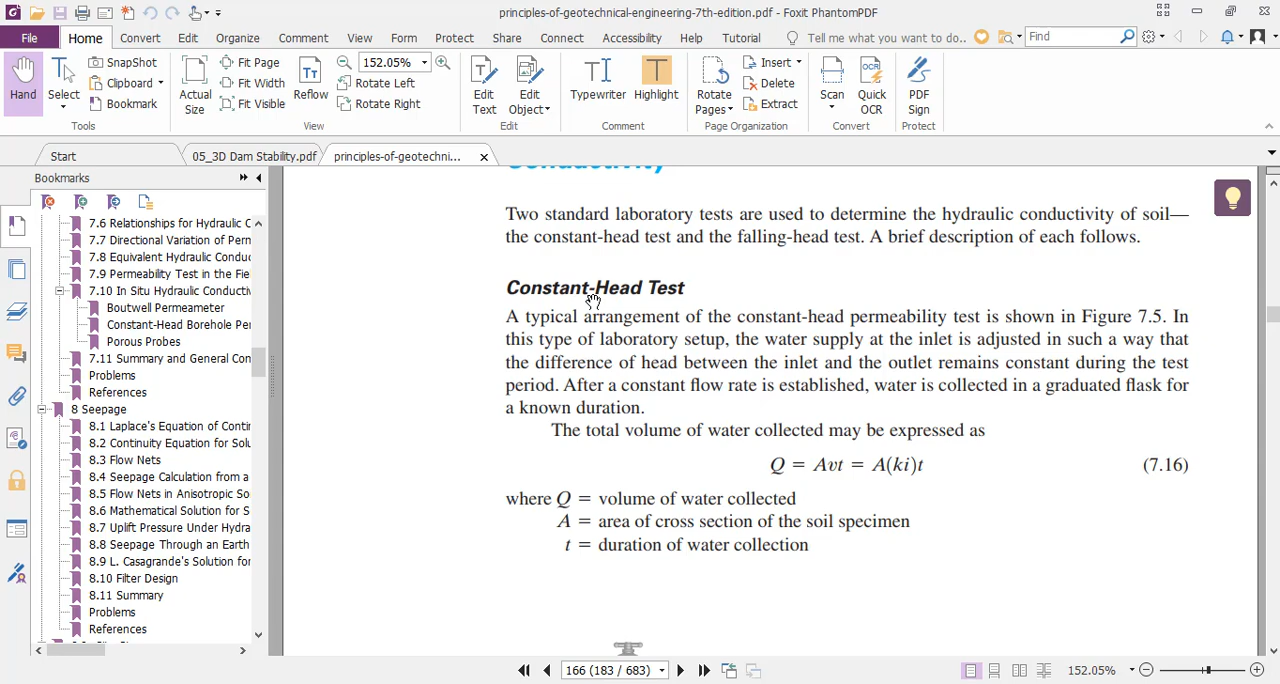 principles-of-geotechnical-engineering-7th-edition.pdf - Foxit PhantomPDF
File Home Convert Edit Organize Comment View Form Protect Share Connect Accessibility Help Tutorial Tell me what you want to do.. Find
Hand
Select
SnapShot
Clipboard
Bookmark
Tools
Actual Size
Fit Page
Fit Width
Fit Visible
Reflow
152.05%
Rotate Left
Rotate Right
View
Edit Text
Edit Object
Edit
Typewriter
Highlight
Comment
Rotate Pages
Insert
Delete
Extract
Page Organization
Scan
Quick OCR
Convert
PDF Sign
Protect
Start
05_3D Dam Stability.pdf
principles-of-geotechni...
Bookmarks
7.6 Relationships for Hydraulic C
7.7 Directional Variation of Perm
7.8 Equivalent Hydraulic Conduc
7.9 Permeability Test in the Fie
7.10 In Situ Hydraulic Conductiv
Boutwell Permeameter
Constant-Head Borehole Per
Porous Probes
7.11 Summary and General Con
Problems
References
8 Seepage
8.1 Laplace's Equation of Contin
8.2 Continuity Equation for Solu
8.3 Flow Nets
8.4 Seepage Calculation from a
8.5 Flow Nets in Anisotropic So
8.6 Mathematical Solution for S
8.7 Uplift Pressure Under Hydra
8.8 Seepage Through an Earth
8.9 L. Casagrande's Solution for
8.10 Filter Design
8.11 Summary
Problems
References
Conductivity
Two standard laboratory tests are used to determine the hydraulic conductivity of soil—
the constant-head test and the falling-head test. A brief description of each follows.
Constant-Head Test
A typical arrangement of the constant-head permeability test is shown in Figure 7.5. In
this type of laboratory setup, the water supply at the inlet is adjusted in such a way that
the difference of head between the inlet and the outlet remains constant during the test
period. After a constant flow rate is established, water is collected in a graduated flask for
a known duration.
The total volume of water collected may be expressed as
Q = Avt = A(ki)t (7.16)
where Q = volume of water collected
A = area of cross section of the soil specimen
t = duration of water collection
166 (183 / 683)
152.05%